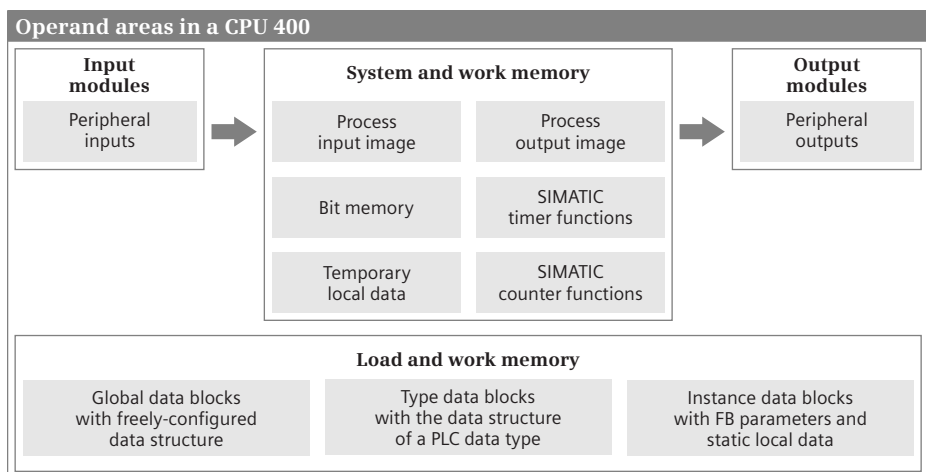 Operand areas in a CPU 400
Input
modules
Peripheral
inputs
System and work memory
Process
input image
Process
output image
Bit memory
SIMATIC
timer functions
Temporary
local data
SIMATIC
counter functions
Output
modules
Peripheral
outputs
Load and work memory
Global data blocks
with freely-configured
data structure
Type data blocks
with the data structure
of a PLC data type
Instance data blocks
with FB parameters and
static local data